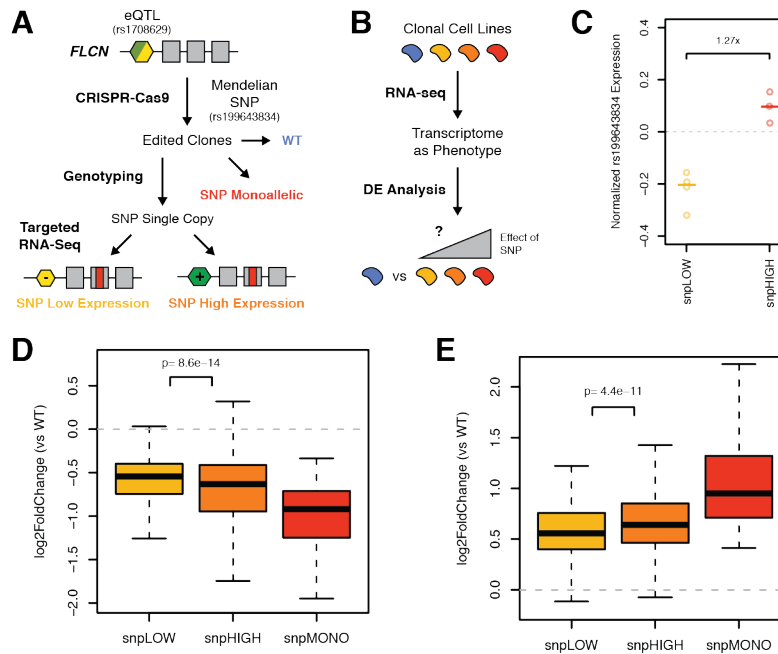 A
eQTL
(rs1708629)
FLCN
CRISPR-Cas9
Mendelian
SNP
(rs199643834)
Edited Clones
WT
Genotyping
SNP Monoallelic
SNP Single Copy
Targeted
RNA-Seq
-
+
SNP Low Expression
SNP High Expression
B
Clonal Cell Lines
RNA-seq
Transcriptome
as Phenotype
DE Analysis
?
Effect of
SNP
vs
C
Normalized rs199643834 Expression
0.4
0.2
0.0
−0.2
−0.4
1.27x
snpLOW
snpHIGH
D
log2FoldChange (vs WT)
0.5
0.0
−0.5
−1.0
−1.5
−2.0
p= 8.6e−14
snpLOW
snpHIGH
snpMONO
E
log2FoldChange (vs WT)
2.0
1.5
1.0
0.5
0.0
p= 4.4e−11
snpLOW
snpHIGH
snpMONO